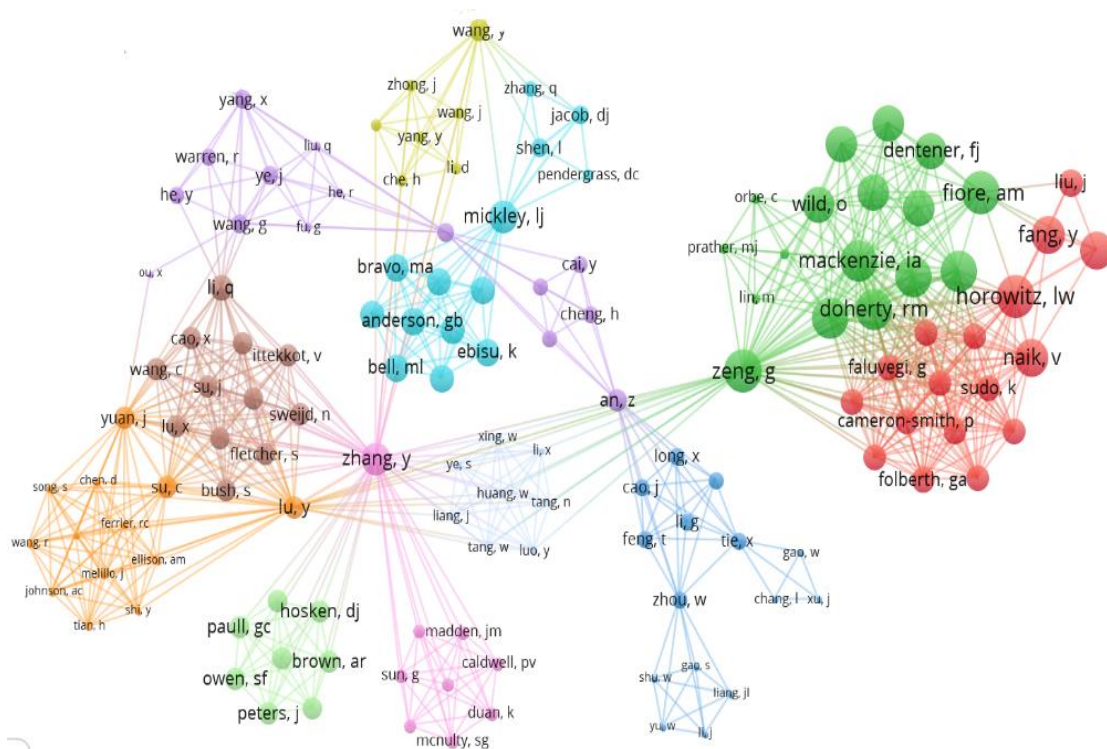 wang, y
zhong, j
zhang, q
wang, j
jacob, dj
yang, x
liu, q
yang, y
shen, l
dentener, fj
warren, r
ye, j
li, d
che, h
pendergrass, dc
he, y
he, r
orbe, c
wild, o
fiore, am
liu, j
wang, g
fu, g
mickley, lj
fang, y
prather, mj
ou, x
bravo, ma
cai, y
mackenzie, ia
li, q
lin, m
doherty, rm
horowitz, lw
cao, x
ittekkot, v
anderson, gb
cheng, h
ebisu, k
naik, v
wang, c
su, j
bell, ml
zeng, g
faluvegi, g
sudo, k
yuan, j
lu, x
sweijd, n
an, z
cameron-smith, p
fletcher, s
zhang, y
xing, w
li, x
ye, s
long, x
folberth, ga
song, s
chen, d
su, c
bush, s
lu, y
huang, w
tang, n
cao, j
liang, j
li, g
ferrier, rc
wang, r
ellison, am
tang, w
luo, y
feng, t
tie, x
gao, w
melillo, j
johnson, ac
shi, y
tian, h
zhou, w
chang, l
xu, j
hosken, dj
paull, gc
madden, jm
brown, ar
caldwell, pv
owen, sf
sun, g
gao, s
shu, w
liang, jl
peters, j
duan, k
mcnulty, sg
yu, w
li, j